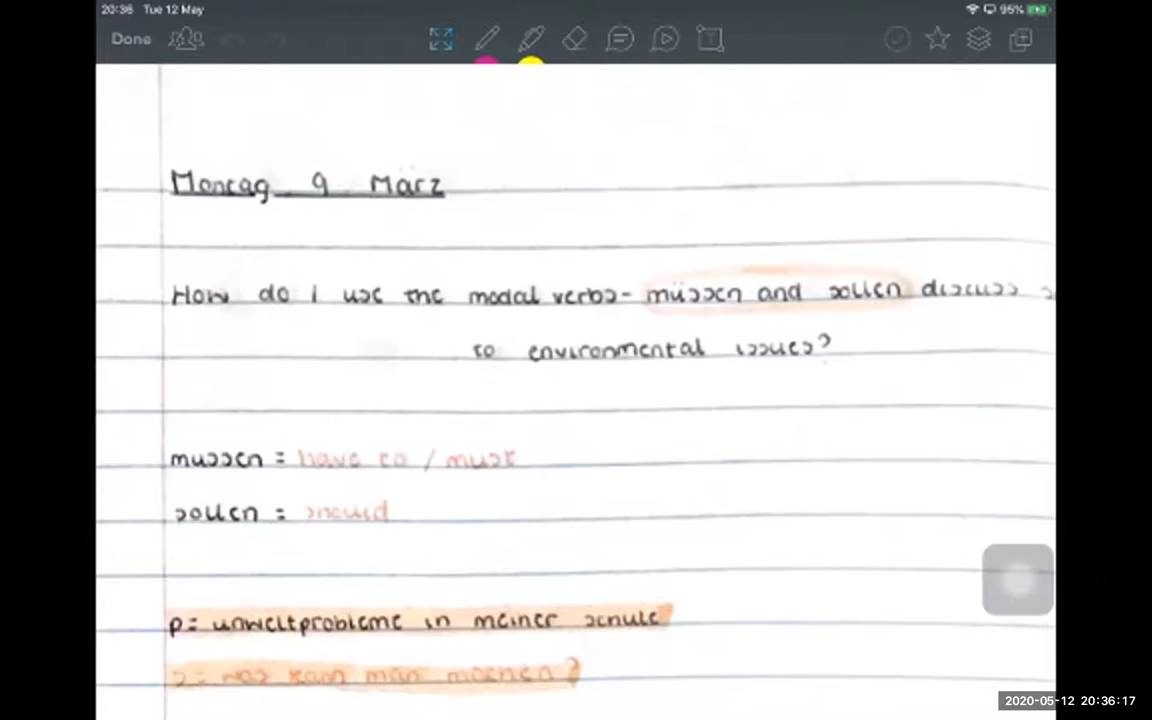 20:36 Tue 12 May
95%
Done
Montag 9 März
How do I use the modal verbs- müssen and sollen discuss
to environmental issues?
mussen = have to / must
sollen = should
p= umweltprobleme in meiner schule
s= was kann man machen?
2020-05-12 20:36:17